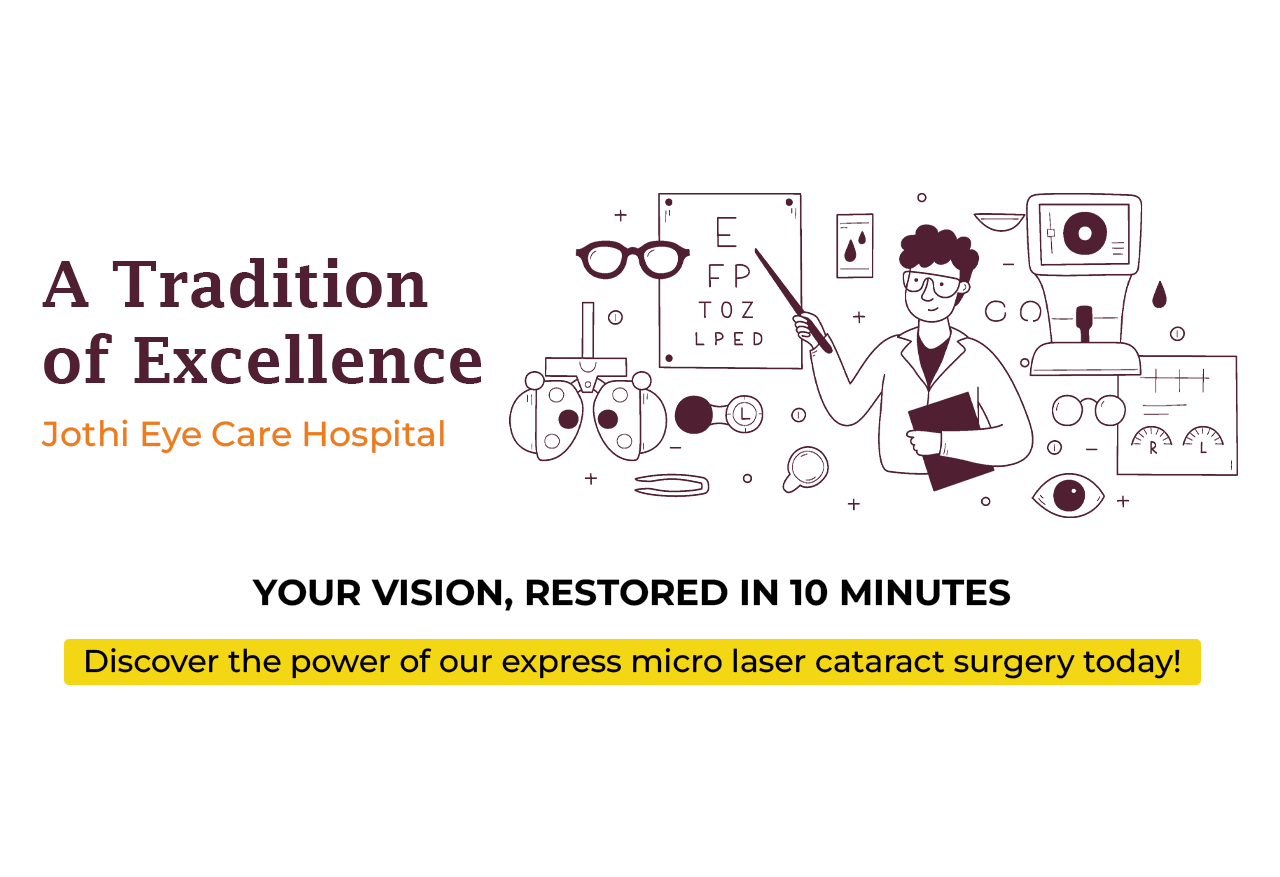 A Tradition
of Excellence
Jothi Eye Care Hospital
E
FP
TOZ
LPED
L
R L
YOUR VISION, RESTORED IN 10 MINUTES
Discover the power of our express micro laser cataract surgery today!